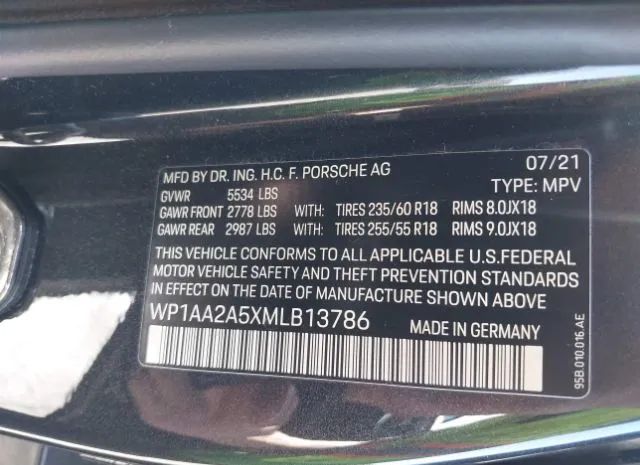 MFD BY DR. ING. H.C. F. PORSCHE AG 07/21
GVWR 5534 LBS TYPE: MPV
GAWR FRONT 2778 LBS WITH: TIRES 235/60 R18 RIMS 8.0JX18
GAWR REAR 2987 LBS WITH: TIRES 255/55 R18 RIMS 9.0JX18
THIS VEHICLE CONFORMS TO ALL APPLICABLE U.S.FEDERAL
MOTOR VEHICLE SAFETY AND THEFT PREVENTION STANDARDS
IN EFFECT ON THE DATE OF MANUFACTURE SHOWN ABOVE
WP1AA2A5XMLB13786 MADE IN GERMANY
95B.010.016 AE